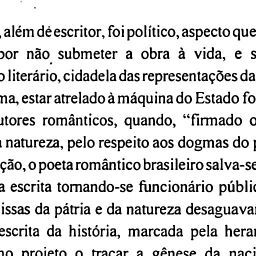 , além de escritor, foi político, aspecto que
por não submeter a obra à vida, e s
o literário, cidadela das representações da
ma, estar atrelado à máquina do Estado fo
utores românticos, quando, “firmado o
a natureza, pelo respeito aos dogmas do p
ção, o poeta romântico brasileiro salva-se
a escrita tornando-se funcionário públic
issas da pátria e da natureza desaguava
escrita da história, marcada pela hera
no projeto o traçar a gênese da naci